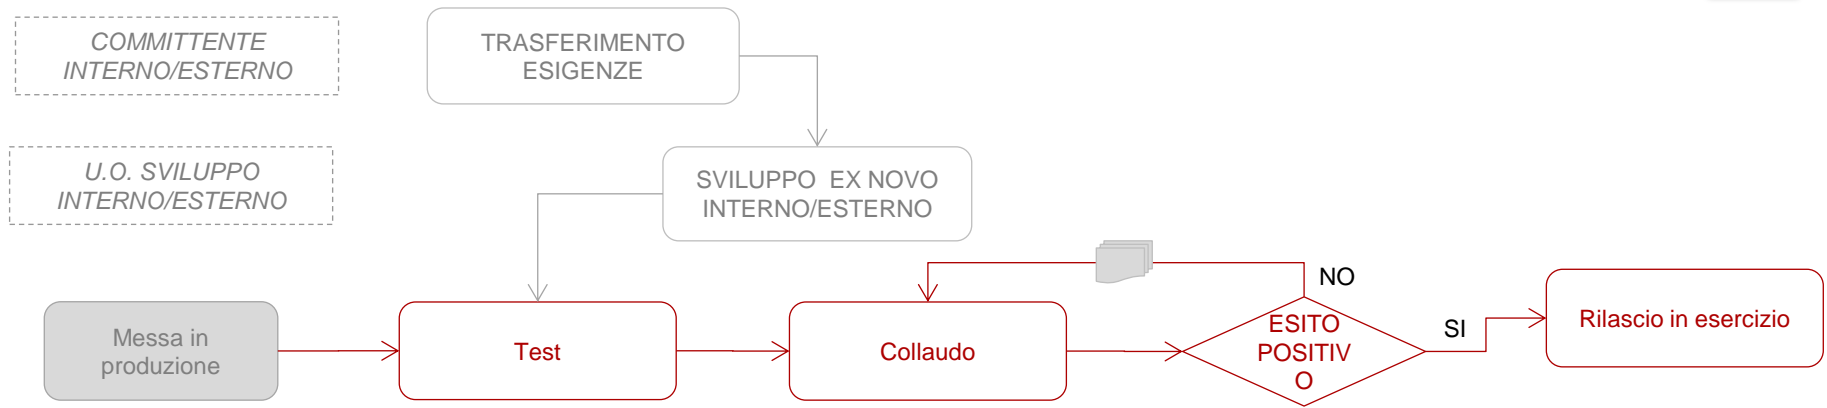 COMMITTENTE
INTERNO/ESTERNO
TRASFERIMENTO
ESIGENZE
U.O. SVILUPPO
INTERNO/ESTERNO
SVILUPPO  EX NOVO
INTERNO/ESTERNO
Messa in
produzione
Test
Collaudo
ESITO
POSITIV
O
NO
SI
Rilascio in esercizio